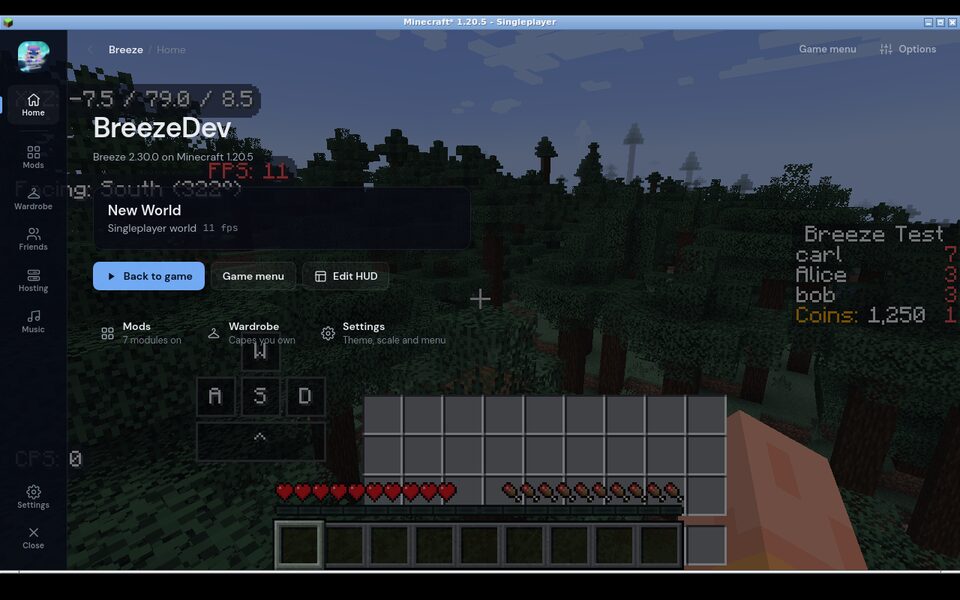 Minecraft* 1.20.5 - Singleplayer
Breeze / Home
Game menu
Options
-7.5 / 79.0 / 8.5
Home
BreezeDev
Breeze 2.30.0 on Minecraft 1.20.5
Mods
FPS: 11
Facing: South (322°)
Wardrobe
New World
Singleplayer world 11 fps
Friends
Breeze Test
carl 7
Alice 3
bob 3
Coins: 1,250 1
Hosting
Back to game
Game menu
Edit HUD
Music
Mods
7 modules on
Wardrobe
Capes you own
Settings
Theme, scale and menu
W
A S D
^
CPS: 0
Settings
Close